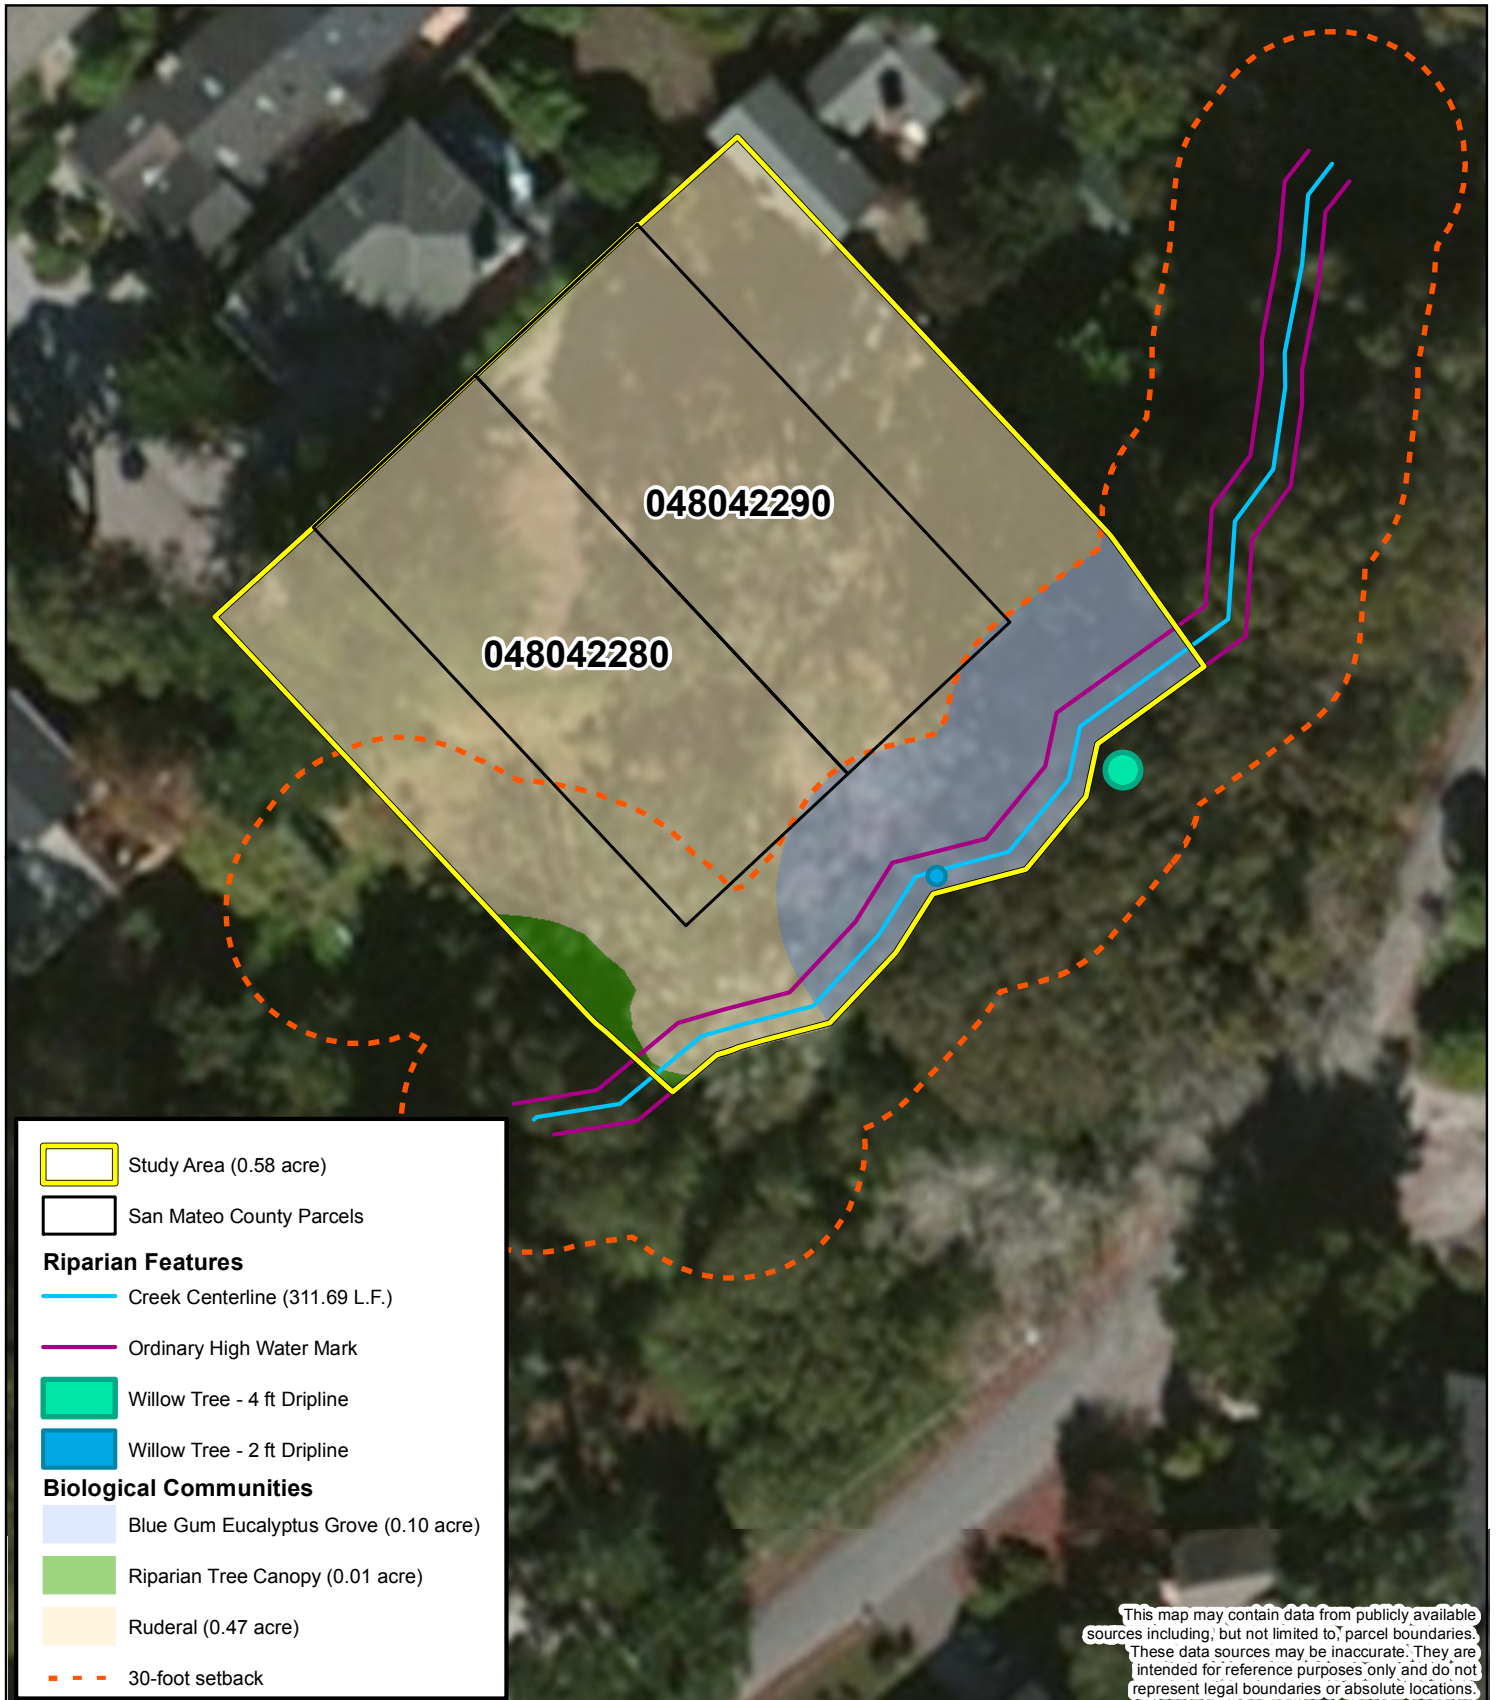 048042290
048042280
Study Area (0.58 acre)
San Mateo County Parcels
Riparian Features
Creek Centerline (311.69 L.F.)
Ordinary High Water Mark
Willow Tree - 4 ft Dripline
Willow Tree - 2 ft Dripline
Biological Communities
Blue Gum Eucalyptus Grove (0.10 acre)
Riparian Tree Canopy (0.01 acre)
Ruderal (0.47 acre)
30-foot setback
This map may contain data from publicly available
sources including, but not limited to, parcel boundaries.
These data sources may be inaccurate. They are
intended for reference purposes only and do not
represent legal boundaries or absolute locations.